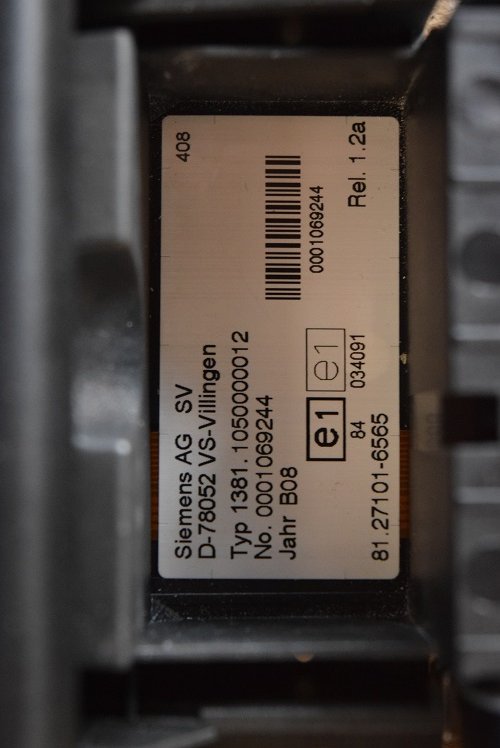 Siemens AG SV
408
D-78052 VS-Villingen
Typ 1381.1050000012
No. 0001069244
Jahr B08
0001069244
e1
e1
84
034091
81.27101-6565
Rel. 1.2a